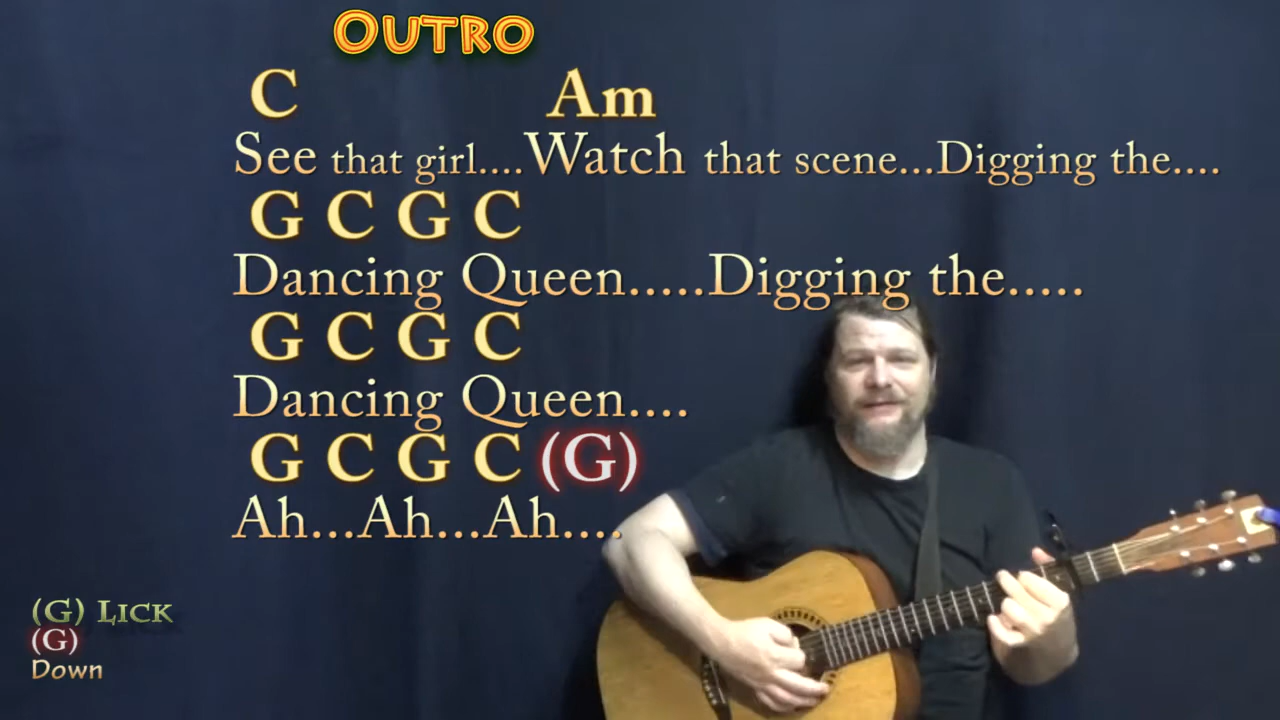 OUTRO
C Am
See that girl....Watch that scene...Digging the....
G C G C
Dancing Queen.....Digging the.....
G C G C
Dancing Queen....
G C G C (G)
Ah...Ah...Ah....
(G) LICK
(G)
Down